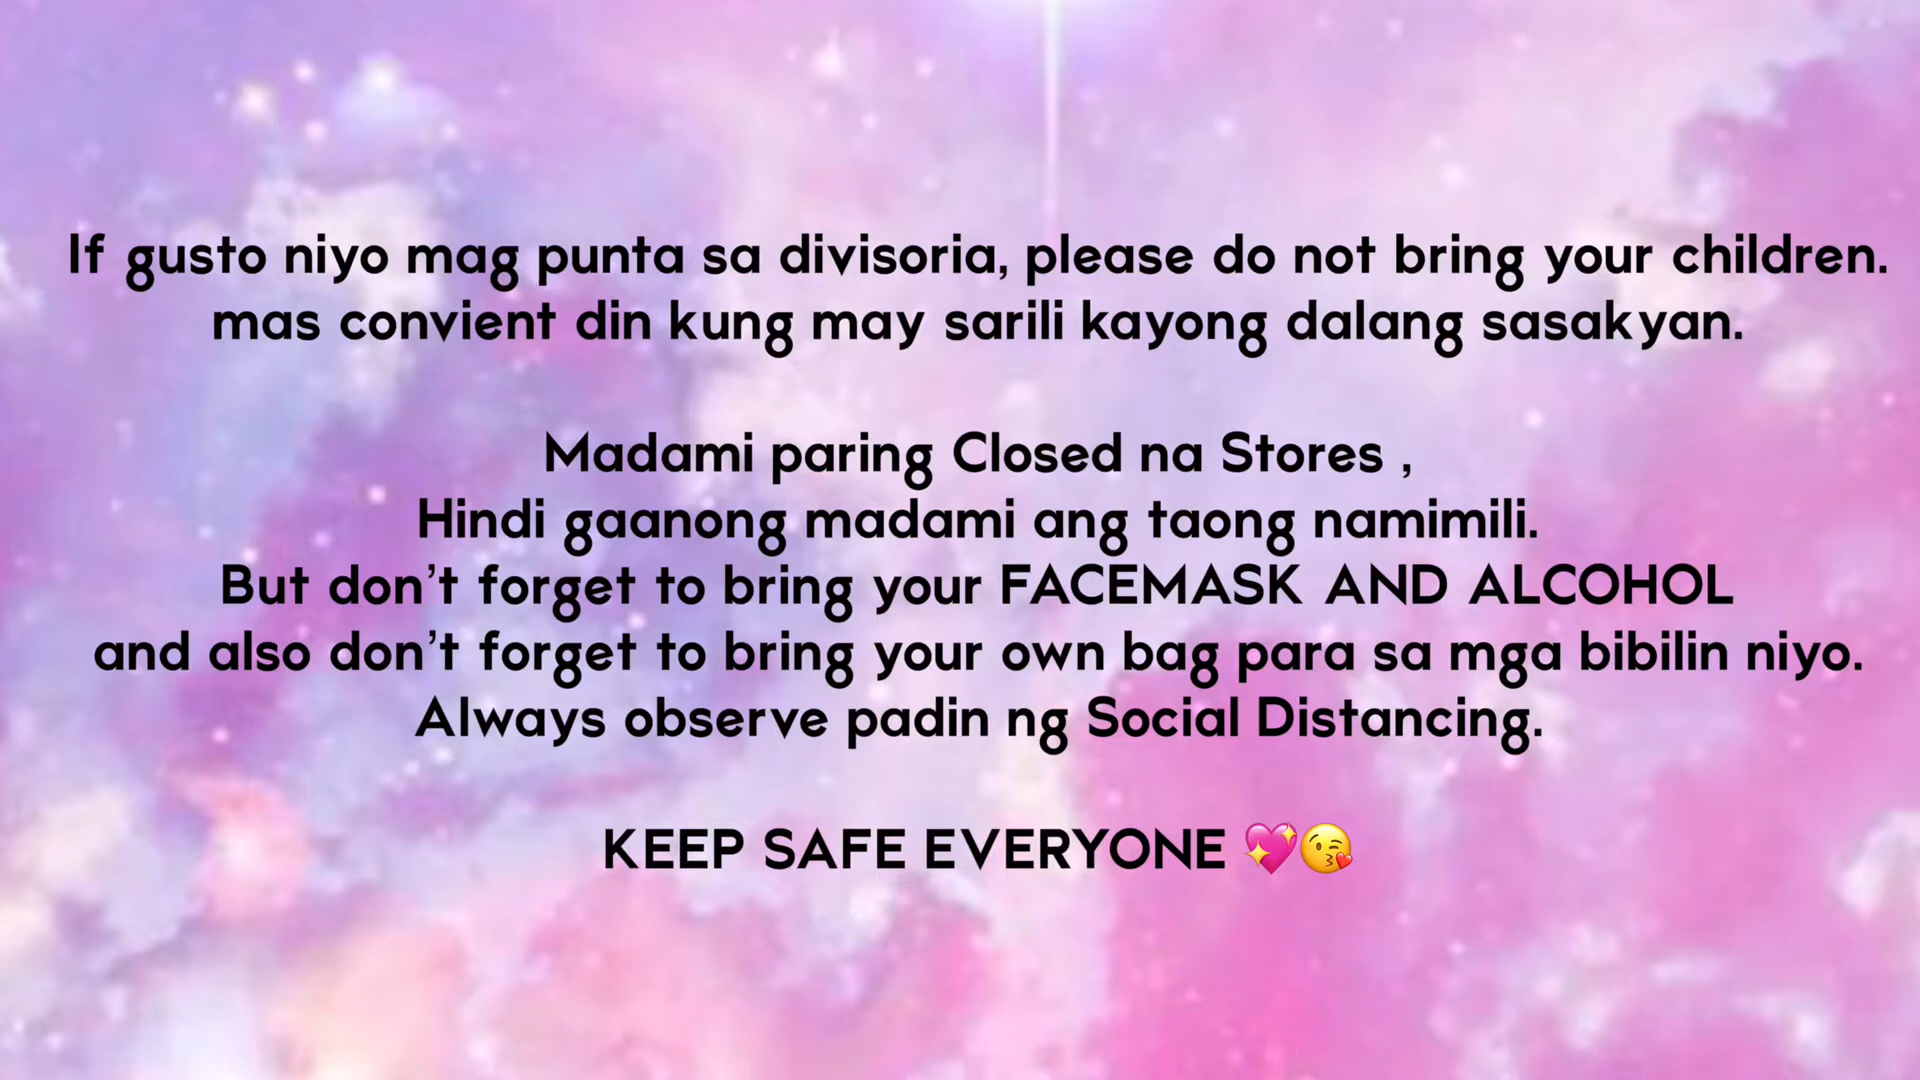 If gusto niyo mag punta sa divisoria, please do not bring your children.
mas convient din kung may sarili kayong dalang sasakyan.
Madami paring Closed na Stores ,
Hindi gaanong madami ang taong namimili.
But don't forget to bring your FACEMASK AND ALCOHOL
and also don't forget to bring your own bag para sa mga bibilin niyo.
Always observe padin ng Social Distancing.
KEEP SAFE EVERYONE 💖😘